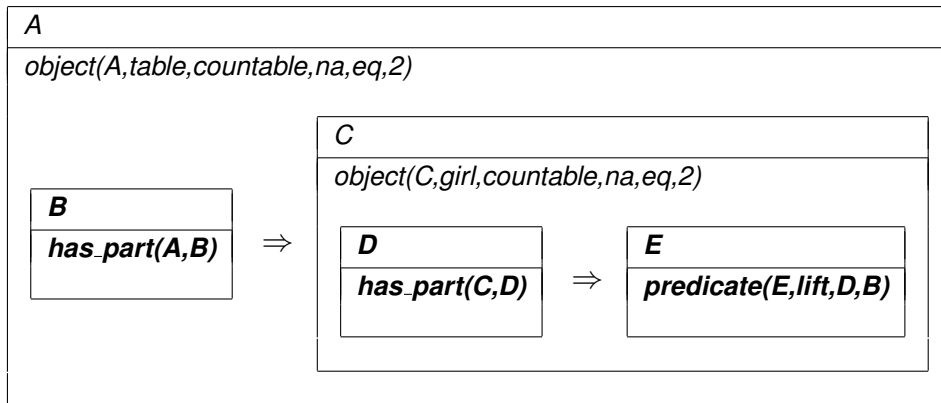 A
object(A,table,countable,na,eq,2)
C
object(C,girl,countable,na,eq,2)
B
has_part(A,B)
⇒
D
has_part(C,D)
⇒
E
predicate(E,lift,D,B)